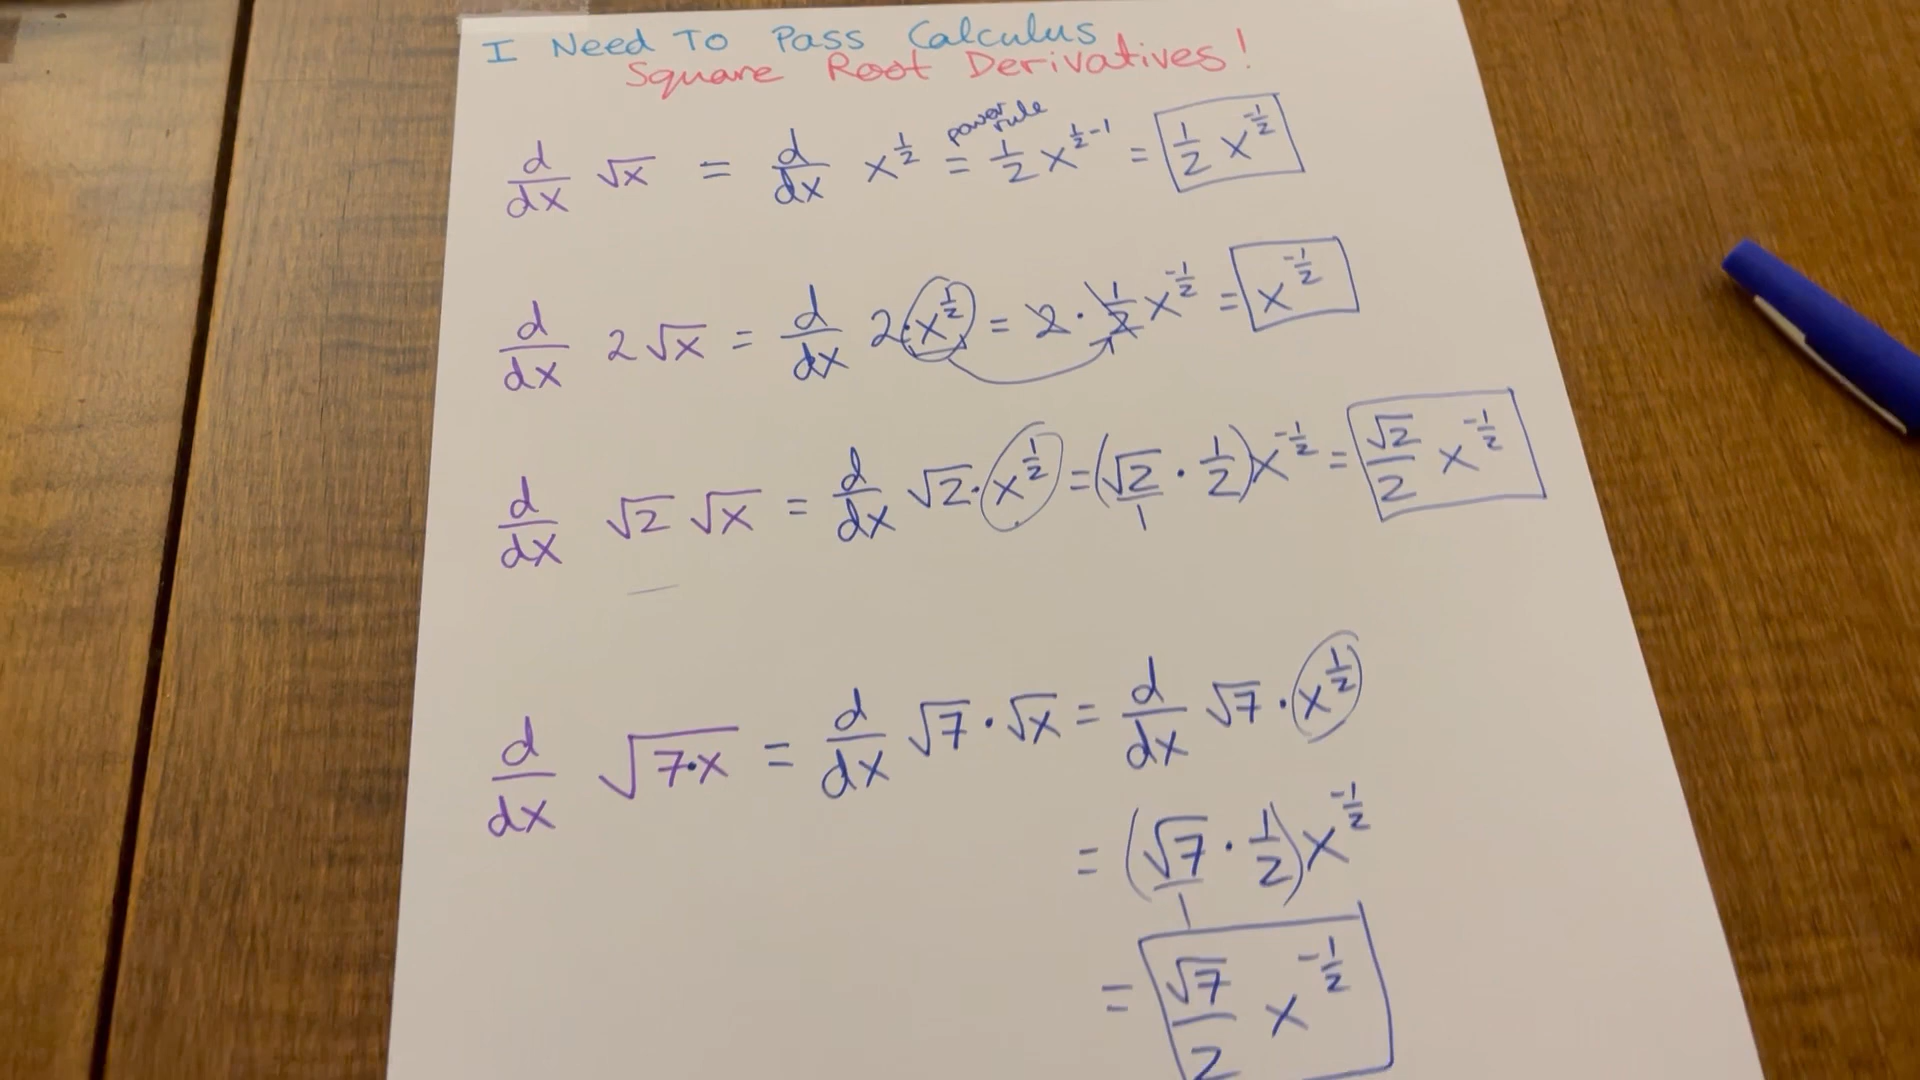 I Need To Pass Calculus
Square Root Derivatives!
power rule
d/dx √x = d/dx x^(1/2) = 1/2 x^(1/2-1) = 1/2 x^(-1/2)
d/dx 2√x = d/dx 2·x^(1/2) = 2·1/2 x^(-1/2) = x^(-1/2)
d/dx √2 √x = d/dx √2·x^(1/2) = (√2/1 · 1/2)x^(-1/2) = √2/2 x^(-1/2)
d/dx √(7·x) = d/dx √7·√x = d/dx √7·x^(1/2)
= (√7/1 · 1/2)x^(-1/2)
= √7/2 x^(-1/2)